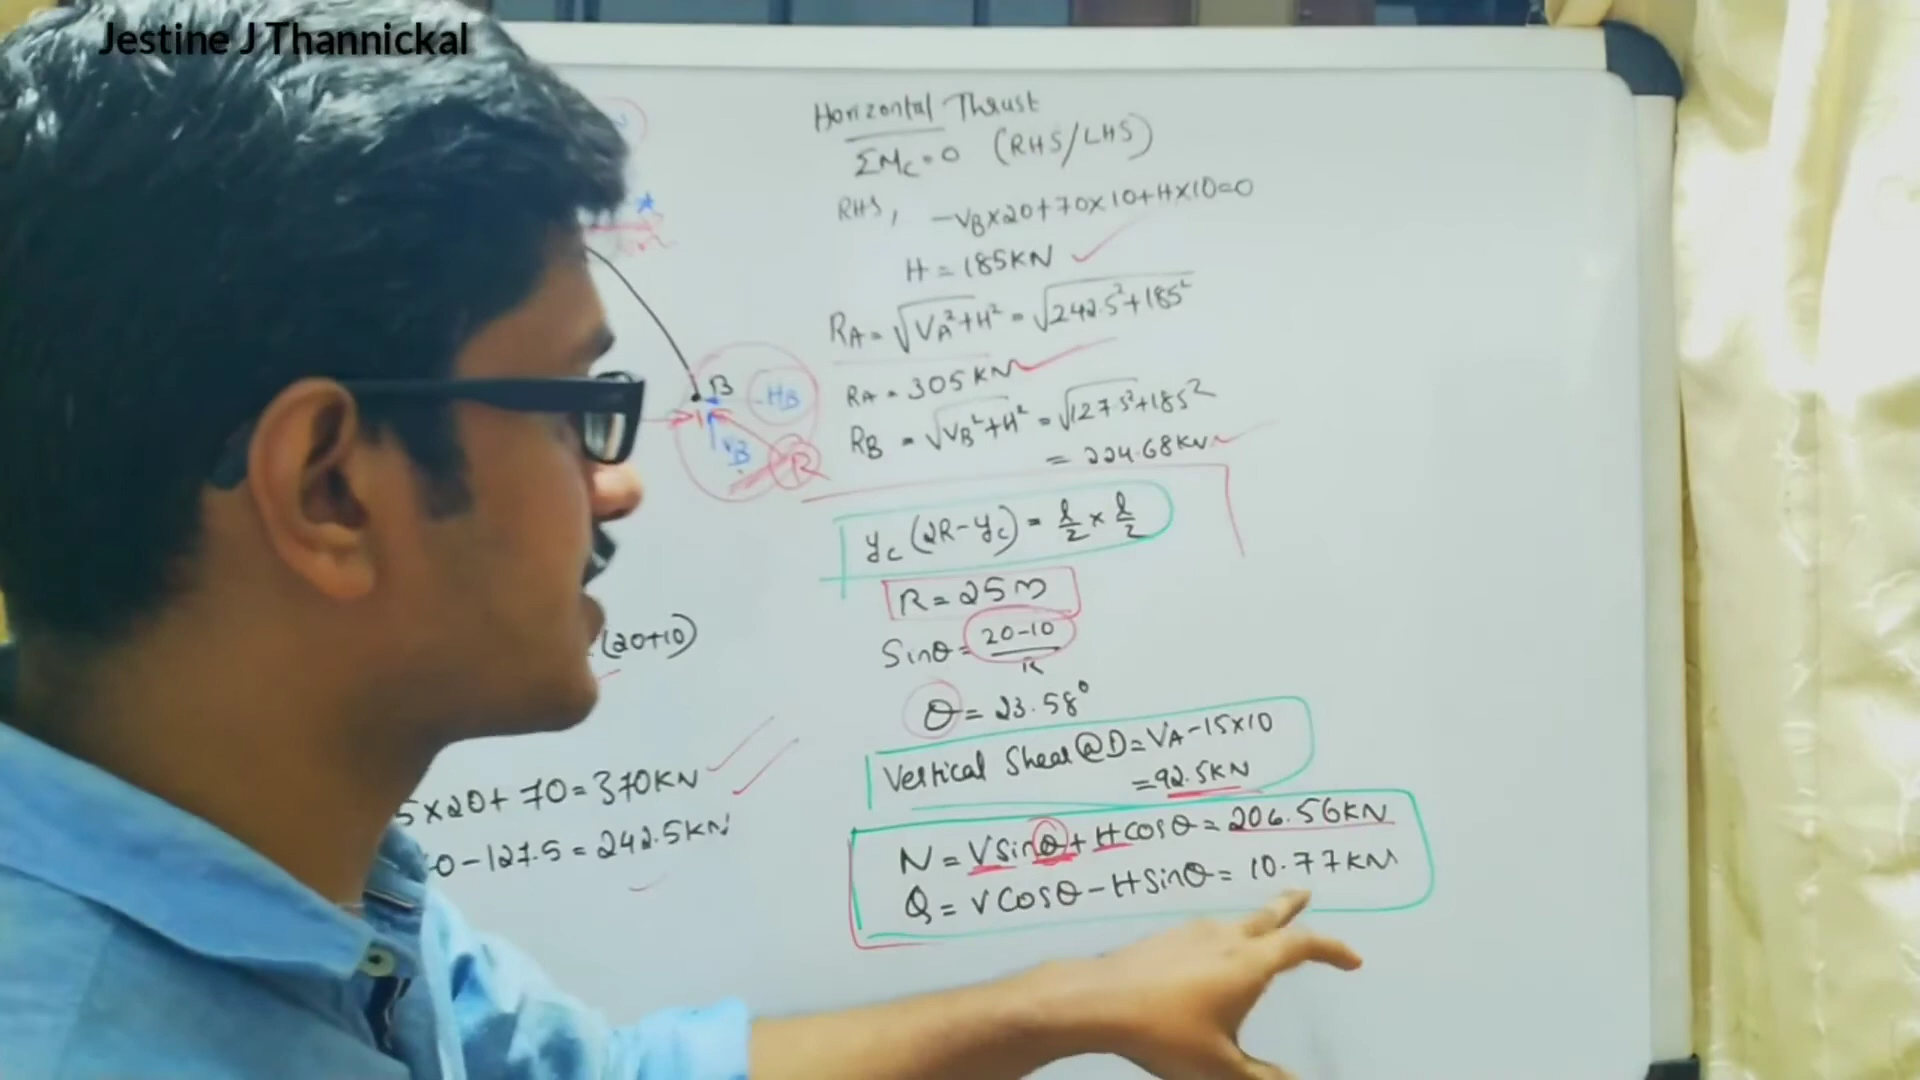 Jestine J Thannickal
Horizontal Thrust
ΣMc=0 (RHS/LHS)
RHS, -VB×20+70×10+H×10=0
H=185KN
RA=√VA²+H² = √242.5²+185²
RA=305KN
RB = √VB²+H² = √127.5²+185²
= 224.68KN
B
HB
VB
R
yc(2R-yc) = l/2 × l/2
R=25m
Sinθ= 20-10/R
θ=23.58°
(20+10)
Vertical Shear@D=VA-15×10
=92.5KN
5×20+70=370KN
0-127.5=242.5KN
N=Vsinθ+Hcosθ=206.56KN
Q=VCosθ-Hsinθ=10.77KN